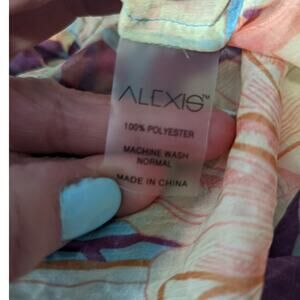 ALEXIS™
100% POLYESTER
MACHINE WASH
NORMAL
MADE IN CHINA